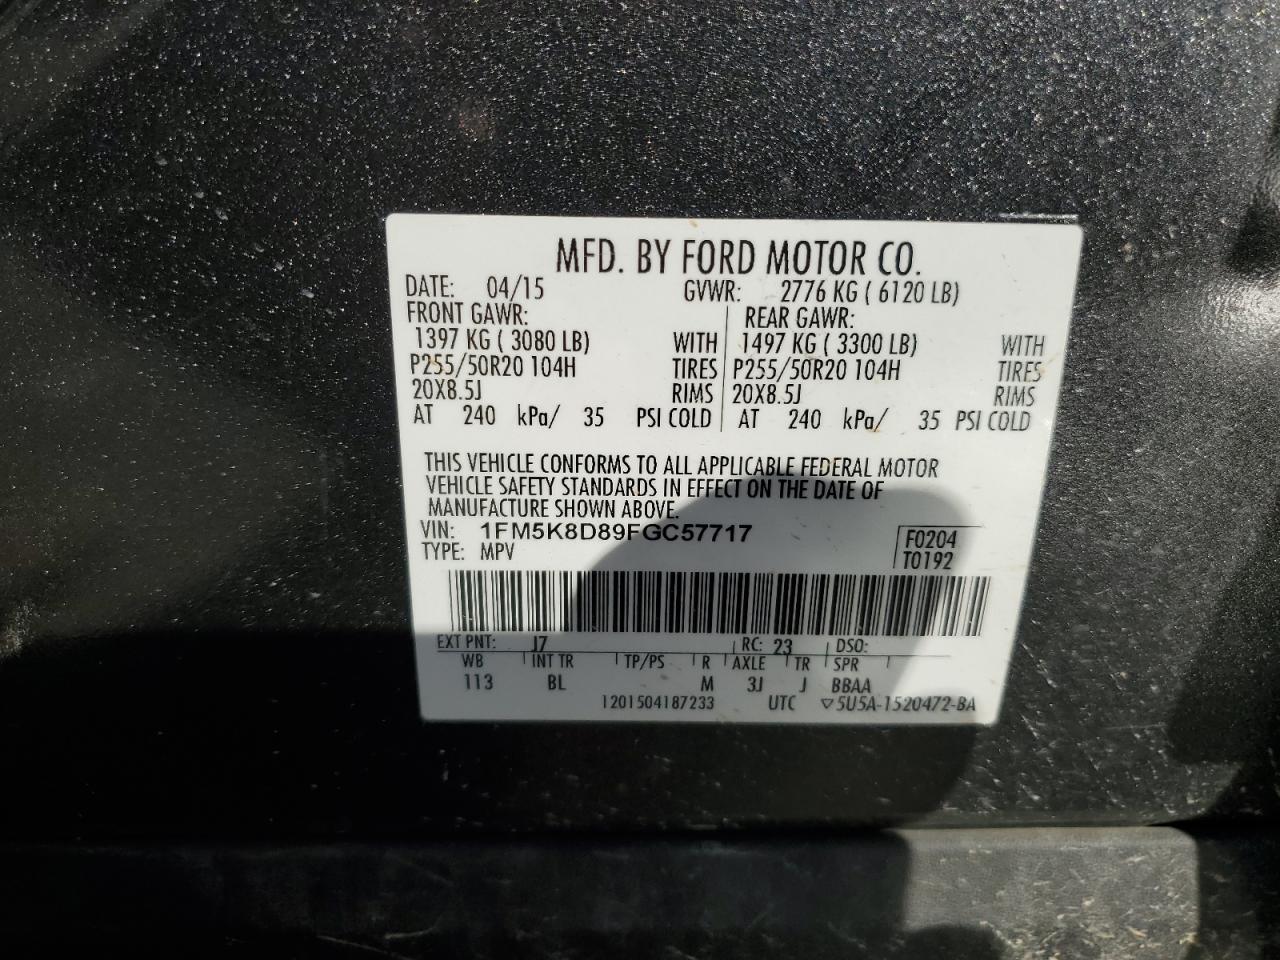 MFD. BY FORD MOTOR CO.
DATE: 04/15 GVWR: 2776 KG ( 6120 LB)
FRONT GAWR: REAR GAWR:
1397 KG ( 3080 LB) WITH 1497 KG ( 3300 LB) WITH
P255/50R20 104H TIRES P255/50R20 104H TIRES
20X8.5J RIMS 20X8.5J RIMS
AT 240 kPa/ 35 PSI COLD AT 240 kPa/ 35 PSI COLD
THIS VEHICLE CONFORMS TO ALL APPLICABLE FEDERAL MOTOR
VEHICLE SAFETY STANDARDS IN EFFECT ON THE DATE OF
MANUFACTURE SHOWN ABOVE.
VIN: 1FM5K8D89FGC57717 F0204
TYPE: MPV T0192
EXT PNT: J7 RC: 23 DSO:
WB INT TR TP/PS R AXLE TR SPR
113 BL M 3J J BBAA
1201504187233 UTC ▽5U5A-1520472-BA